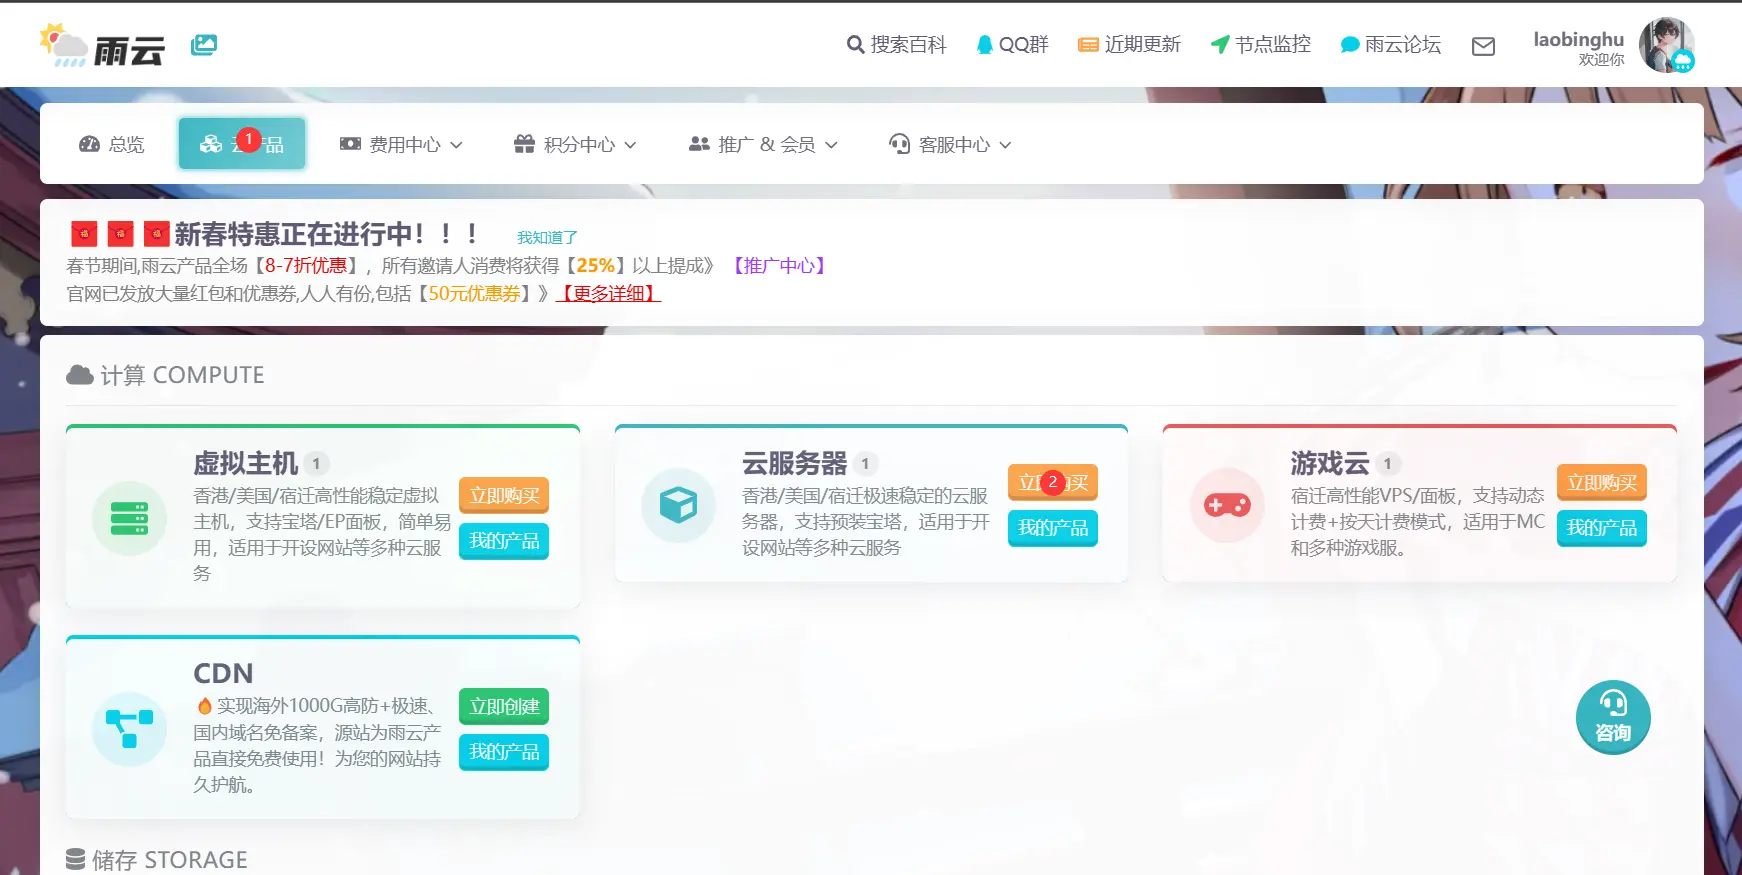 雨云
搜索百科
QQ群
近期更新
节点监控
雨云论坛
laobinghu
欢迎你
总览
1
品
费用中心
积分中心
推广 & 会员
客服中心
新春特惠正在进行中！！！
我知道了
春节期间,雨云产品全场【8-7折优惠】，所有邀请人消费将获得【25%】以上提成》【推广中心】
官网已发放大量红包和优惠券,人人有份,包括【50元优惠券】》【更多详细】
计算 COMPUTE
虚拟主机 1
香港/美国/宿迁高性能稳定虚拟
主机，支持宝塔/EP面板，简单易
用，适用于开设网站等多种云服
务
立即购买
我的产品
云服务器 1
香港/美国/宿迁极速稳定的云服
务器，支持预装宝塔，适用于开
设网站等多种云服务
立 2 买
我的产品
游戏云 1
宿迁高性能VPS/面板，支持动态
计费+按天计费模式，适用于MC
和多种游戏服。
立即购买
我的产品
CDN
实现海外1000G高防+极速、
国内域名免备案，源站为雨云产
品直接免费使用！为您的网站持
久护航。
立即创建
我的产品
咨询
储存 STORAGE